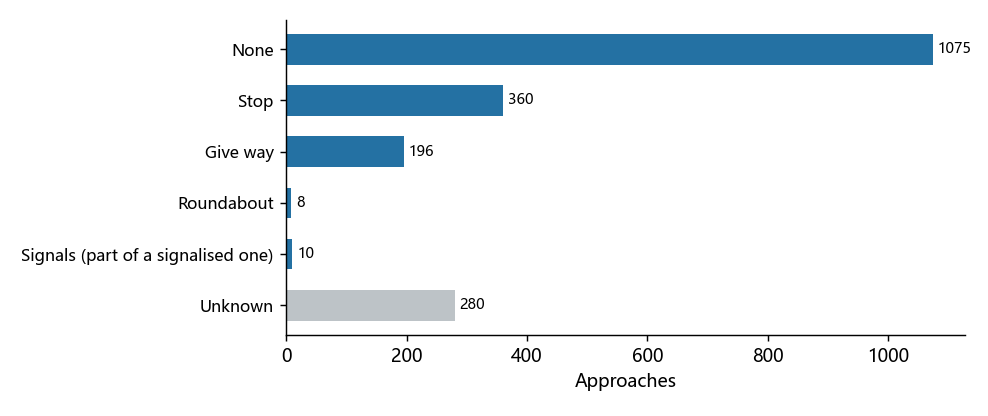 None 1075
Stop 360
Give way 196
Roundabout 8
Signals (part of a signalised one) 10
Unknown 280
0 200 400 600 800 1000
Approaches